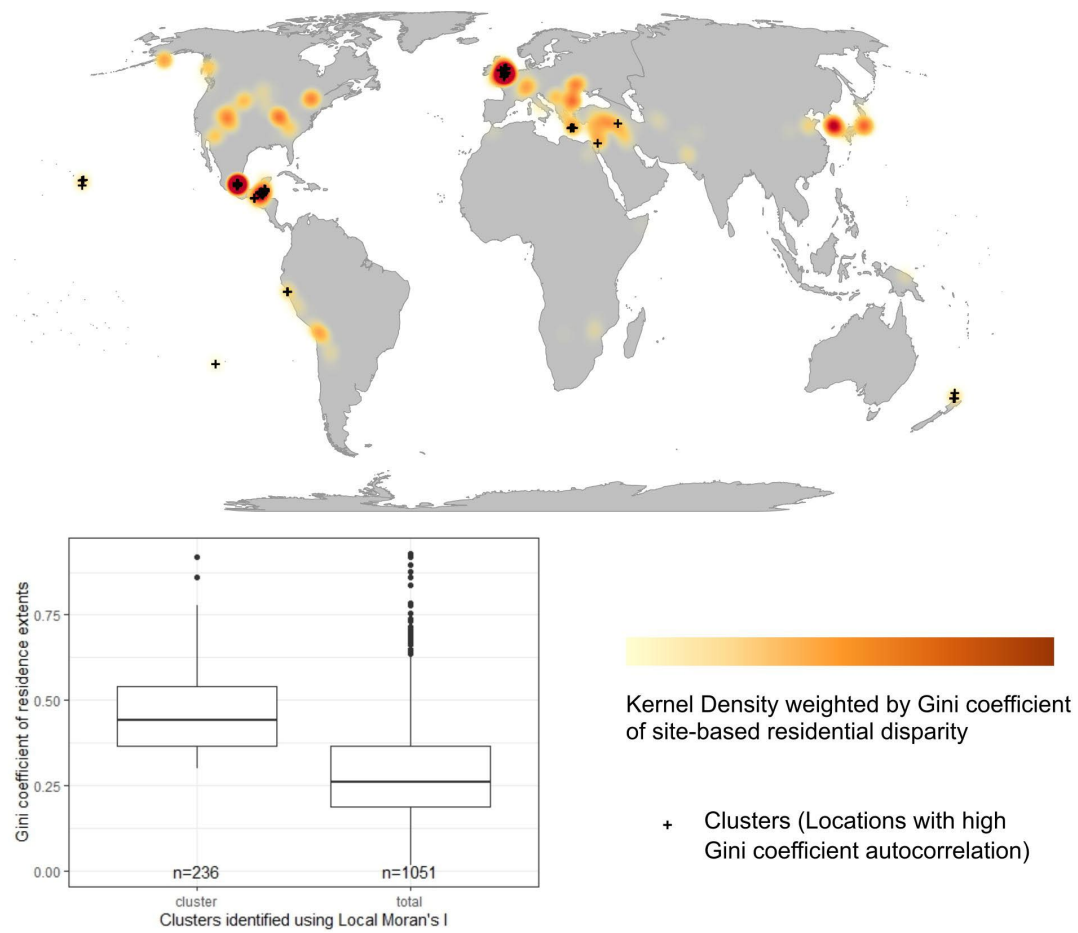 Gini coefficient of residence extents
0.75
0.50
0.25
0.00
n=236
n=1051
cluster
total
Clusters identified using Local Moran's I
Kernel Density weighted by Gini coefficient
of site-based residential disparity
+ Clusters (Locations with high
Gini coefficient autocorrelation)